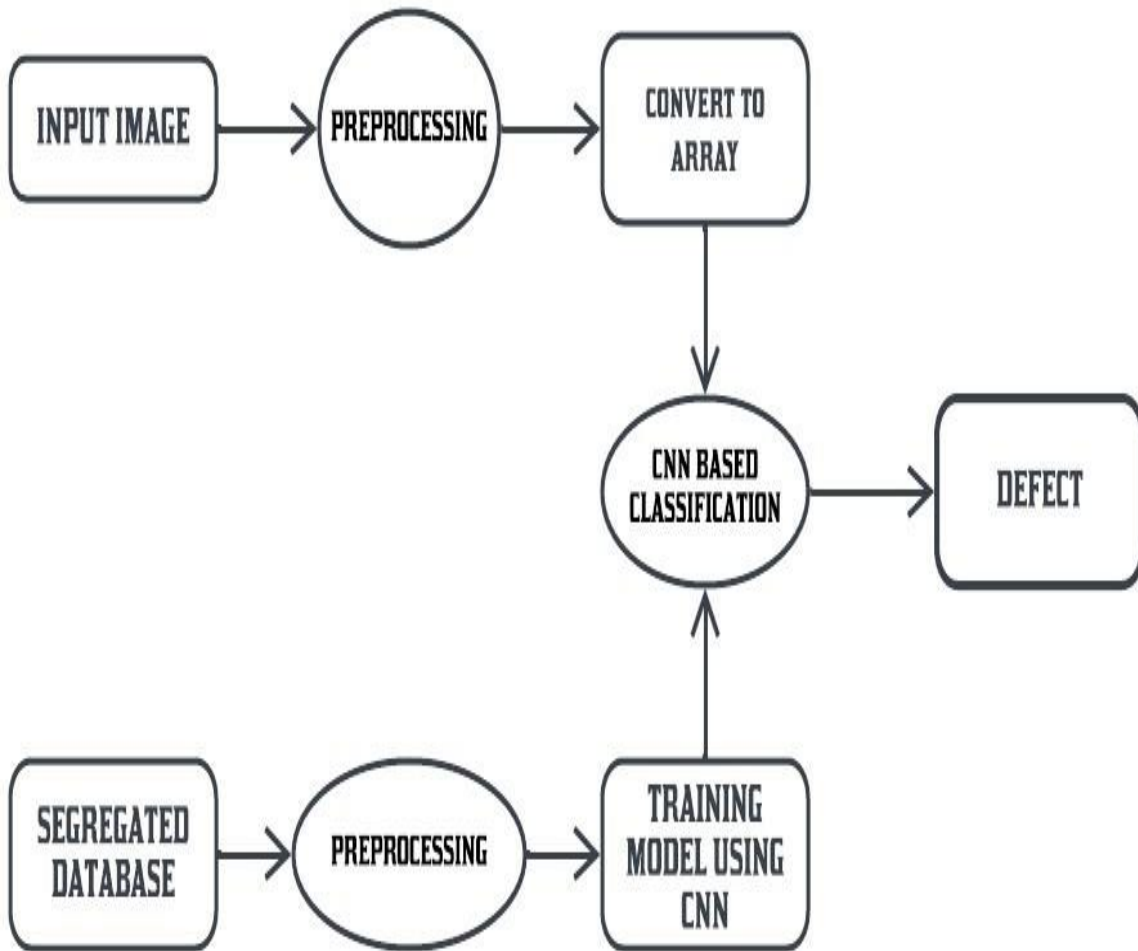 INPUT IMAGE
PREPROCESSING
CONVERT TO
ARRAY
CNN BASED
CLASSIFICATION
DEFECT
SEGREGATED
DATABASE
PREPROCESSING
TRAINING
MODEL USING
CNN